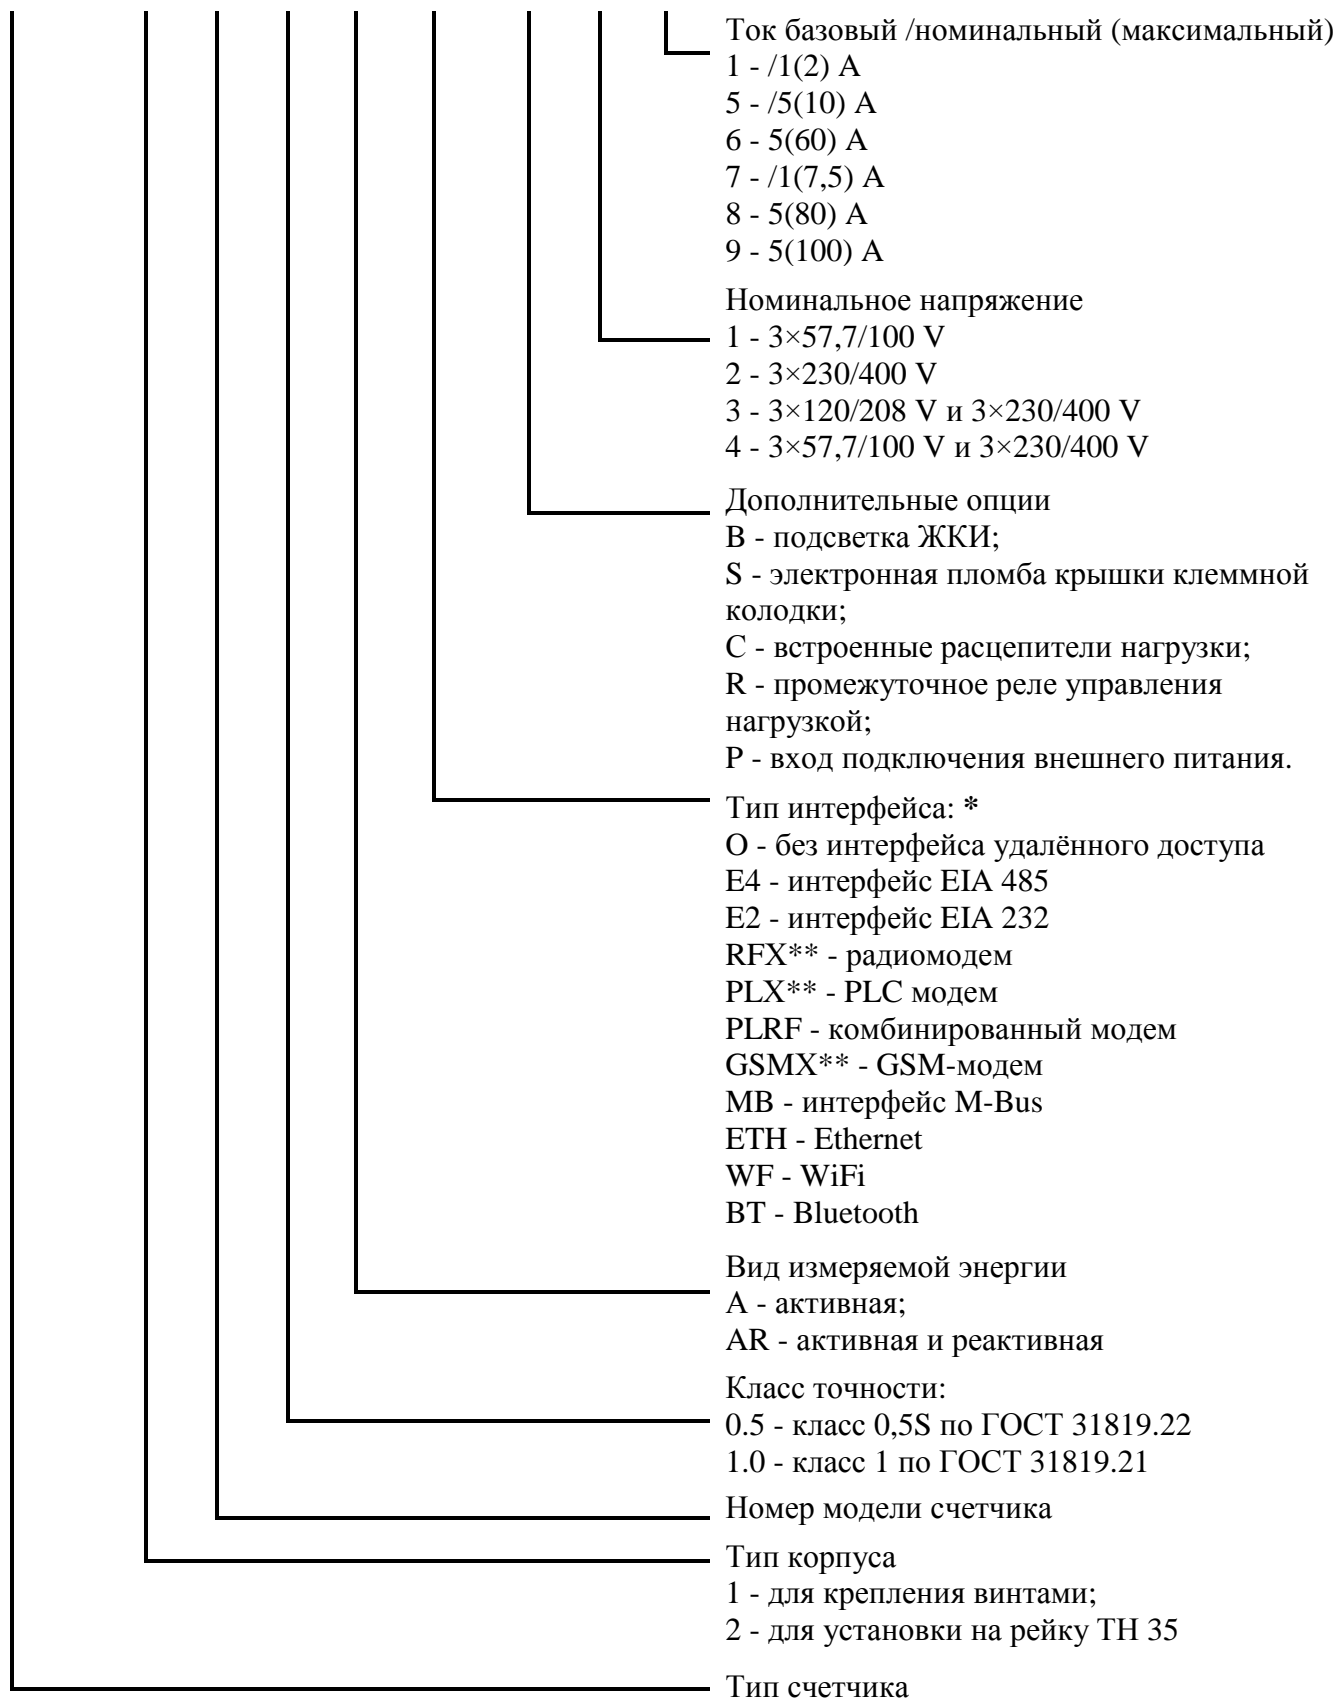 Ток базовый /номинальный (максимальный)
1 - /1(2) А
5 - /5(10) А
6 - 5(60) А
7 - /1(7,5) А
8 - 5(80) А
9 - 5(100) А
Номинальное напряжение
1 - 3×57,7/100 V
2 - 3×230/400 V
3 - 3×120/208 V и 3×230/400 V
4 - 3×57,7/100 V и 3×230/400 V
Дополнительные опции
B - подсветка ЖКИ;
S - электронная пломба крышки клеммной
колодки;
C - встроенные расцепители нагрузки;
R - промежуточное реле управления
нагрузкой;
P - вход подключения внешнего питания.
Тип интерфейса: *
O - без интерфейса удалённого доступа
E4 - интерфейс EIA 485
E2 - интерфейс EIA 232
RFX** - радиомодем
PLX** - PLC модем
PLRF - комбинированный модем
GSMX** - GSM-модем
MB - интерфейс M-Bus
ETH - Ethernet
WF - WiFi
BT - Bluetooth
Вид измеряемой энергии
A - активная;
AR - активная и реактивная
Класс точности:
0.5 - класс 0,5S по ГОСТ 31819.22
1.0 - класс 1 по ГОСТ 31819.21
Номер модели счетчика
Тип корпуса
1 - для крепления винтами;
2 - для установки на рейку ТН 35
Тип счетчика